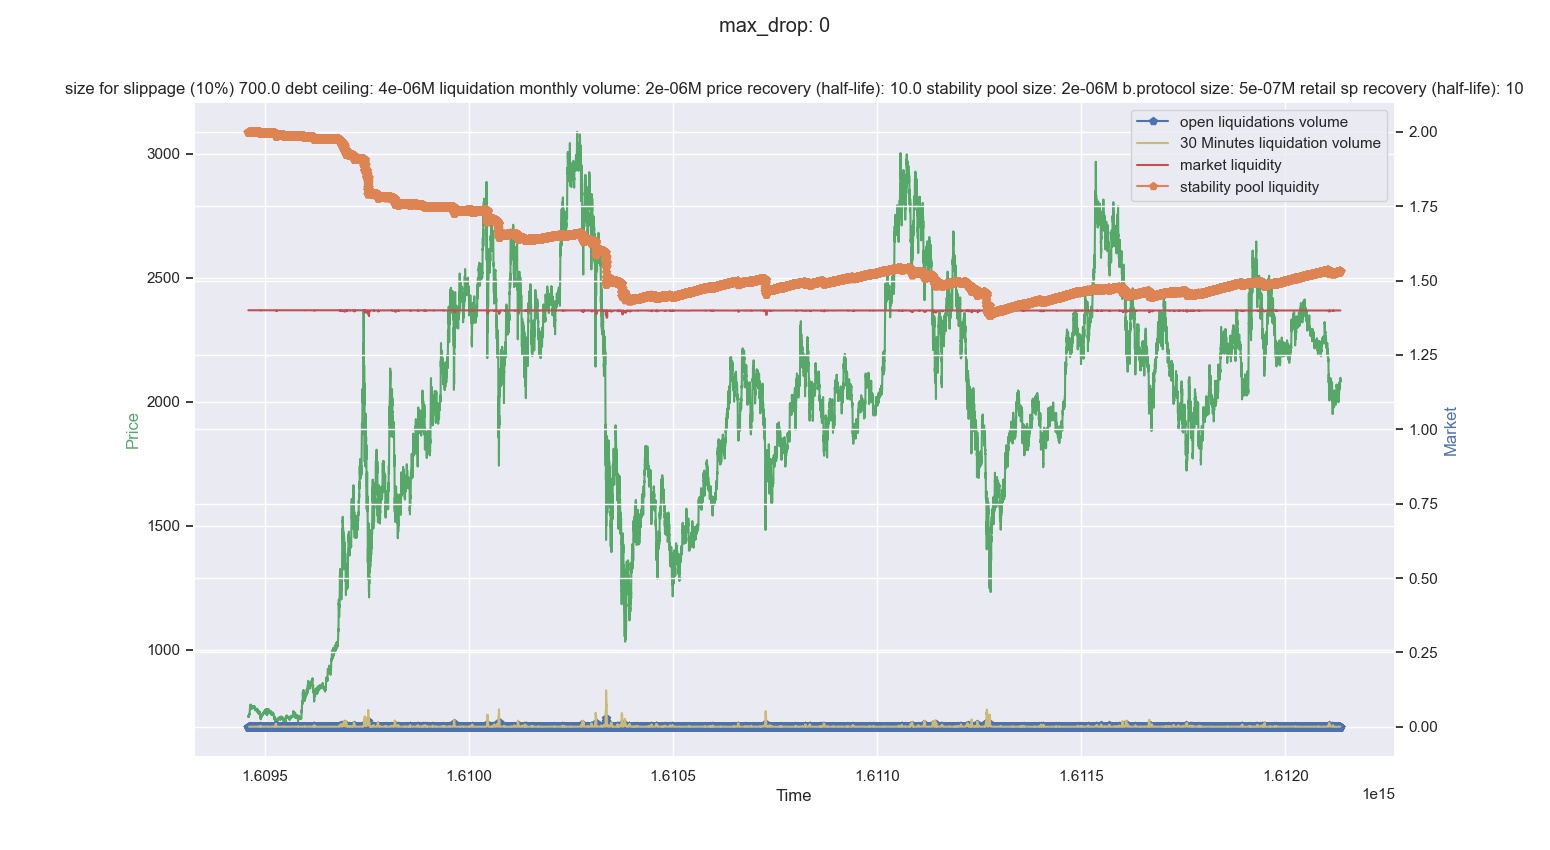 max_drop: 0
size for slippage (10%) 700.0 debt ceiling: 4e-06M liquidation monthly volume: 2e-06M price recovery (half-life): 10.0 stability pool size: 2e-06M b.protocol size: 5e-07M retail sp recovery (half-life): 10
open liquidations volume
30 Minutes liquidation volume
market liquidity
stability pool liquidity
3000
2500
2000
1500
1000
Price
2.00
1.75
1.50
1.25
1.00
0.75
0.50
0.25
0.00
Market
1.6095 1.6100 1.6105 1.6110 1.6115 1.6120
1e15
Time